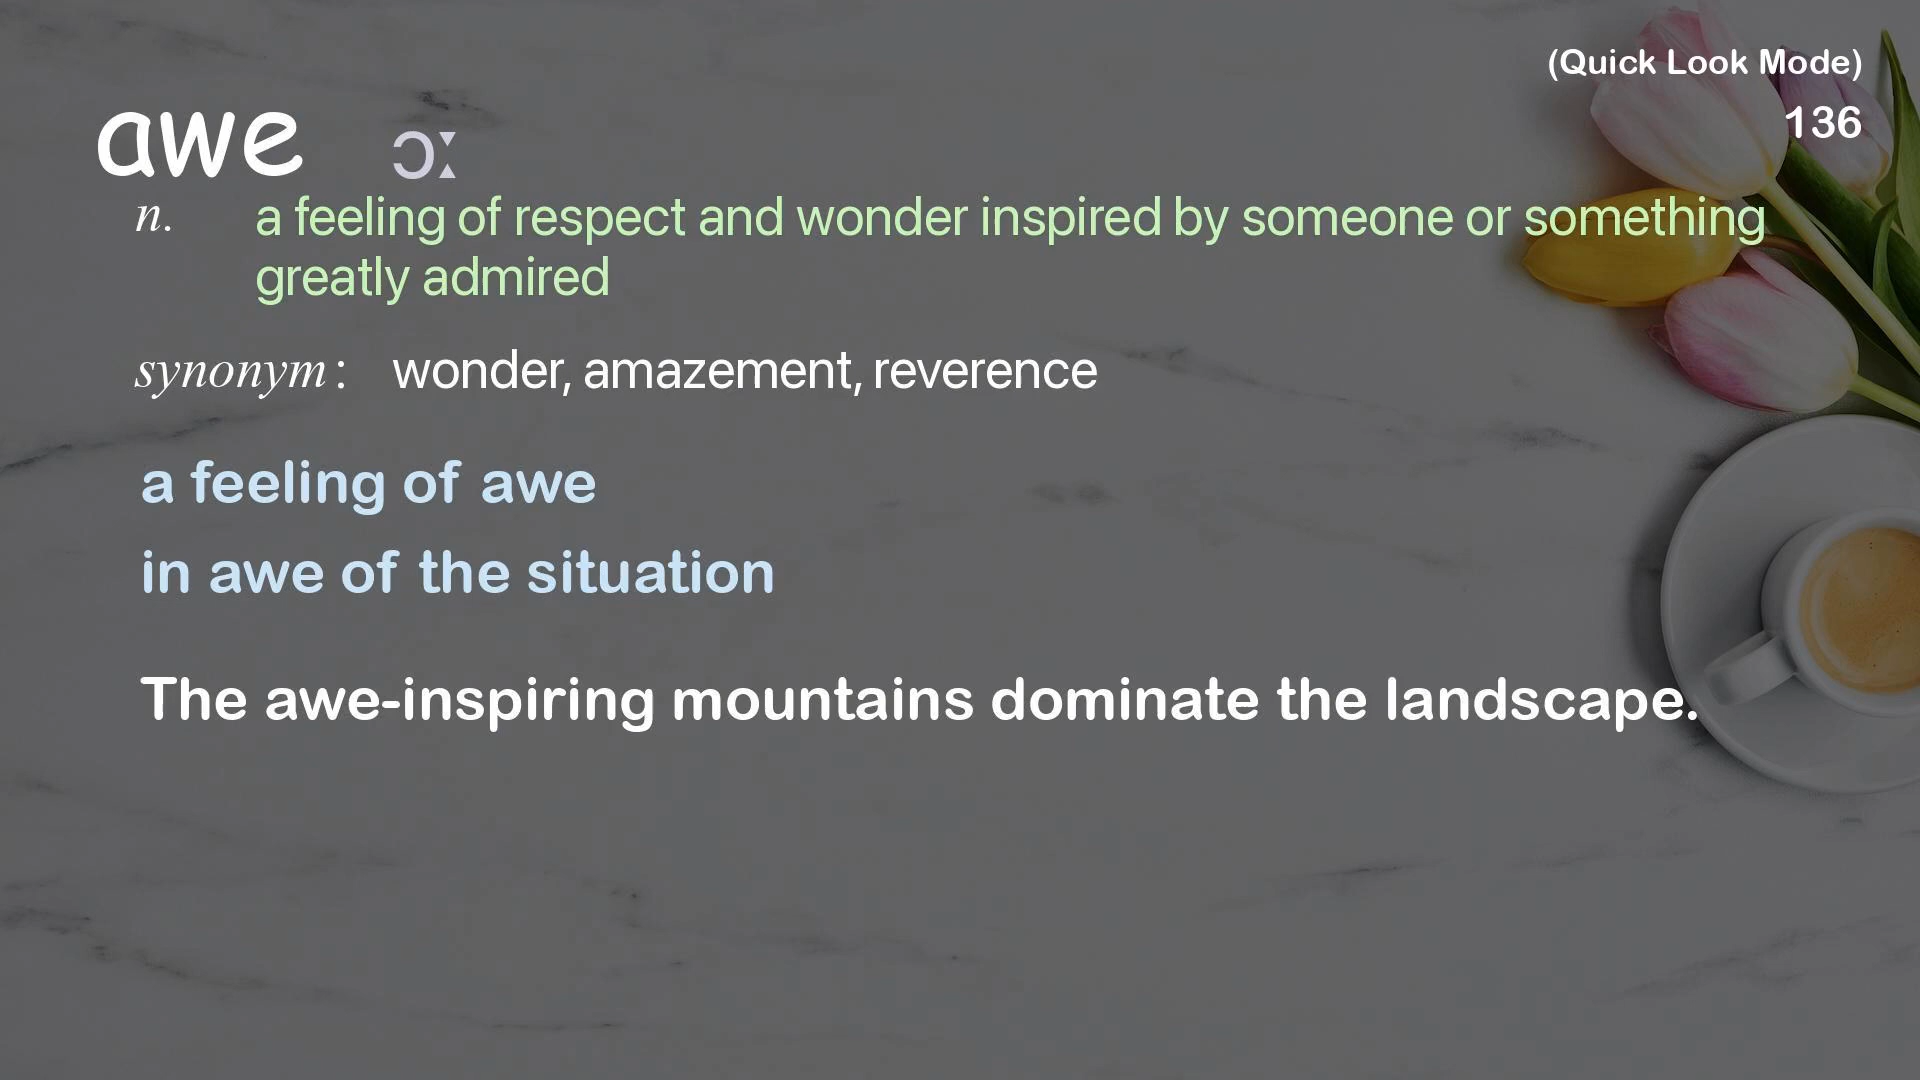 (Quick Look Mode)
136
awe ɔː
n. a feeling of respect and wonder inspired by someone or something
greatly admired
synonym: wonder, amazement, reverence
a feeling of awe
in awe of the situation
The awe-inspiring mountains dominate the landscape.